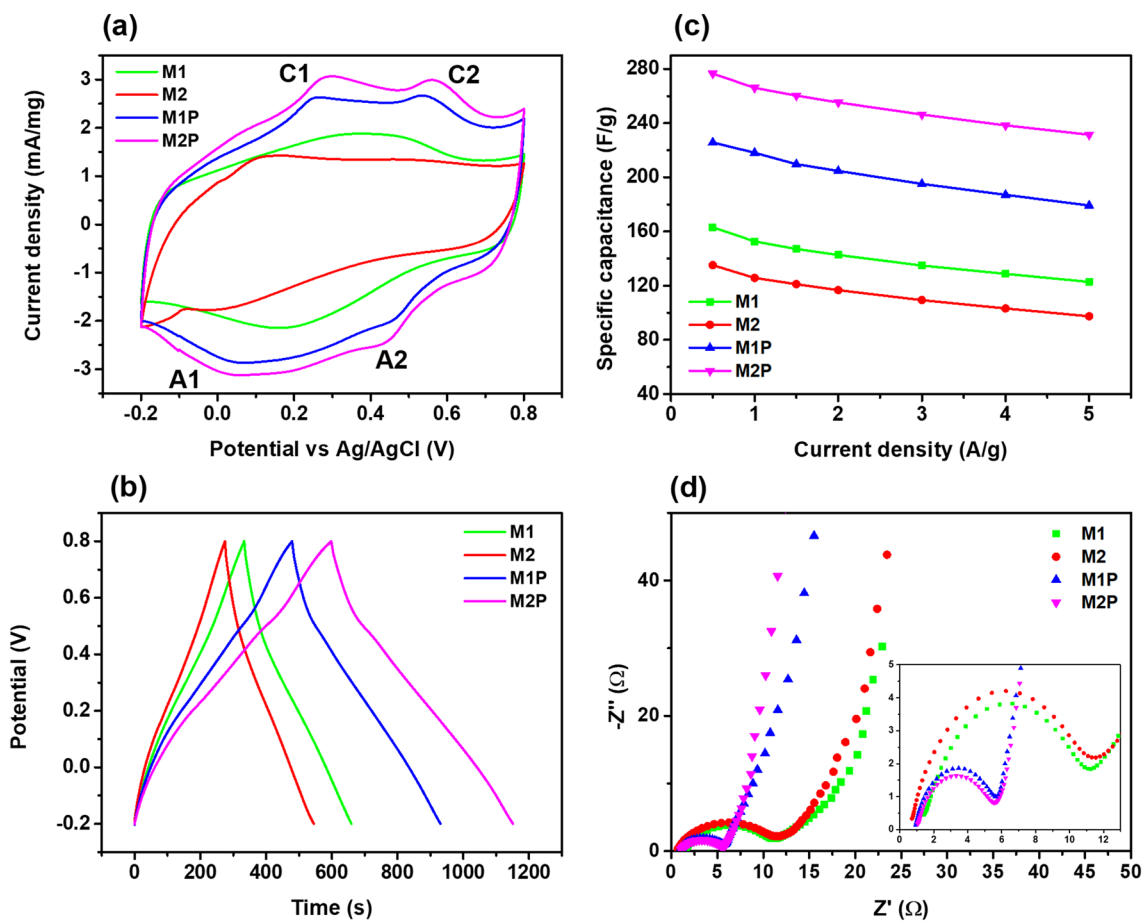 (a)
M1
M2
M1P
M2P
C1
C2
A1
A2
3
2
1
0
-1
-2
-3
-0.2
0.0
0.2
0.4
0.6
0.8
Current density (mA/mg)
Potential vs Ag/AgCl (V)
(c)
280
240
200
160
120
80
40
M1
M2
M1P
M2P
0
1
2
3
4
5
Specific capacitance (F/g)
Current density (A/g)
(b)
M1
M2
M1P
M2P
0.8
0.4
0.0
-0.2
0
200
400
600
800
1000
1200
Potential (V)
Time (s)
(d)
M1
M2
M1P
M2P
40
20
0
0
5
10
15
20
25
30
35
40
45
50
-Z" (Ω)
Z' (Ω)
5
4
3
2
1
0
0
2
4
6
8
10
12